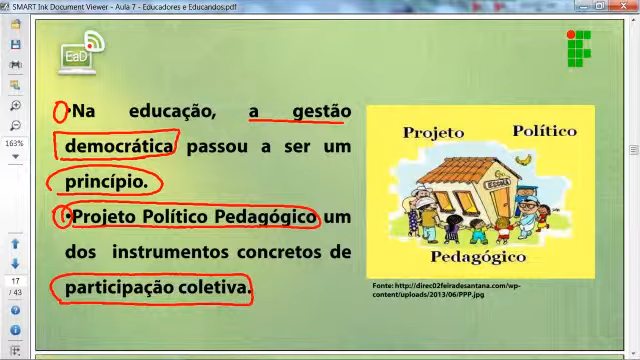 SMART Ink Document Viewer - Aula 7 - Educadores e Educandos.pdf
EaD
163%
17
/ 43
•Na educação, a gestão
democrática passou a ser um
princípio.
•Projeto Político Pedagógico um
dos instrumentos concretos de
participação coletiva.
Projeto Político
ESCOLA
Pedagógico
Fonte: http://direc02feiradesantana.com/wp-
content/uploads/2013/06/PPP.jpg